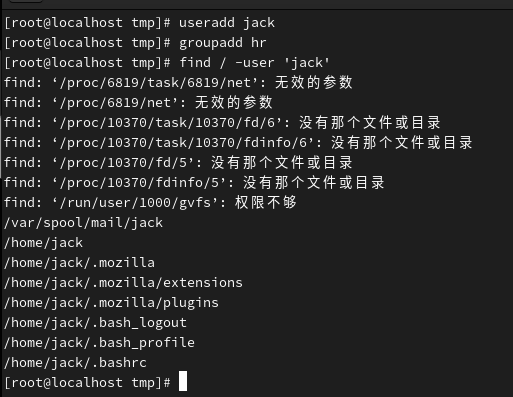 [root@localhost tmp]# useradd jack
[root@localhost tmp]# groupadd hr
[root@localhost tmp]# find / -user 'jack'
find: ‘/proc/6819/task/6819/net’: 无效的参数
find: ‘/proc/6819/net’: 无效的参数
find: ‘/proc/10370/task/10370/fd/6’: 没有那个文件或目录
find: ‘/proc/10370/task/10370/fdinfo/6’: 没有那个文件或目录
find: ‘/proc/10370/fd/5’: 没有那个文件或目录
find: ‘/proc/10370/fdinfo/5’: 没有那个文件或目录
find: ‘/run/user/1000/gvfs’: 权限不够
/var/spool/mail/jack
/home/jack
/home/jack/.mozilla
/home/jack/.mozilla/extensions
/home/jack/.mozilla/plugins
/home/jack/.bash_logout
/home/jack/.bash_profile
/home/jack/.bashrc
[root@localhost tmp]#